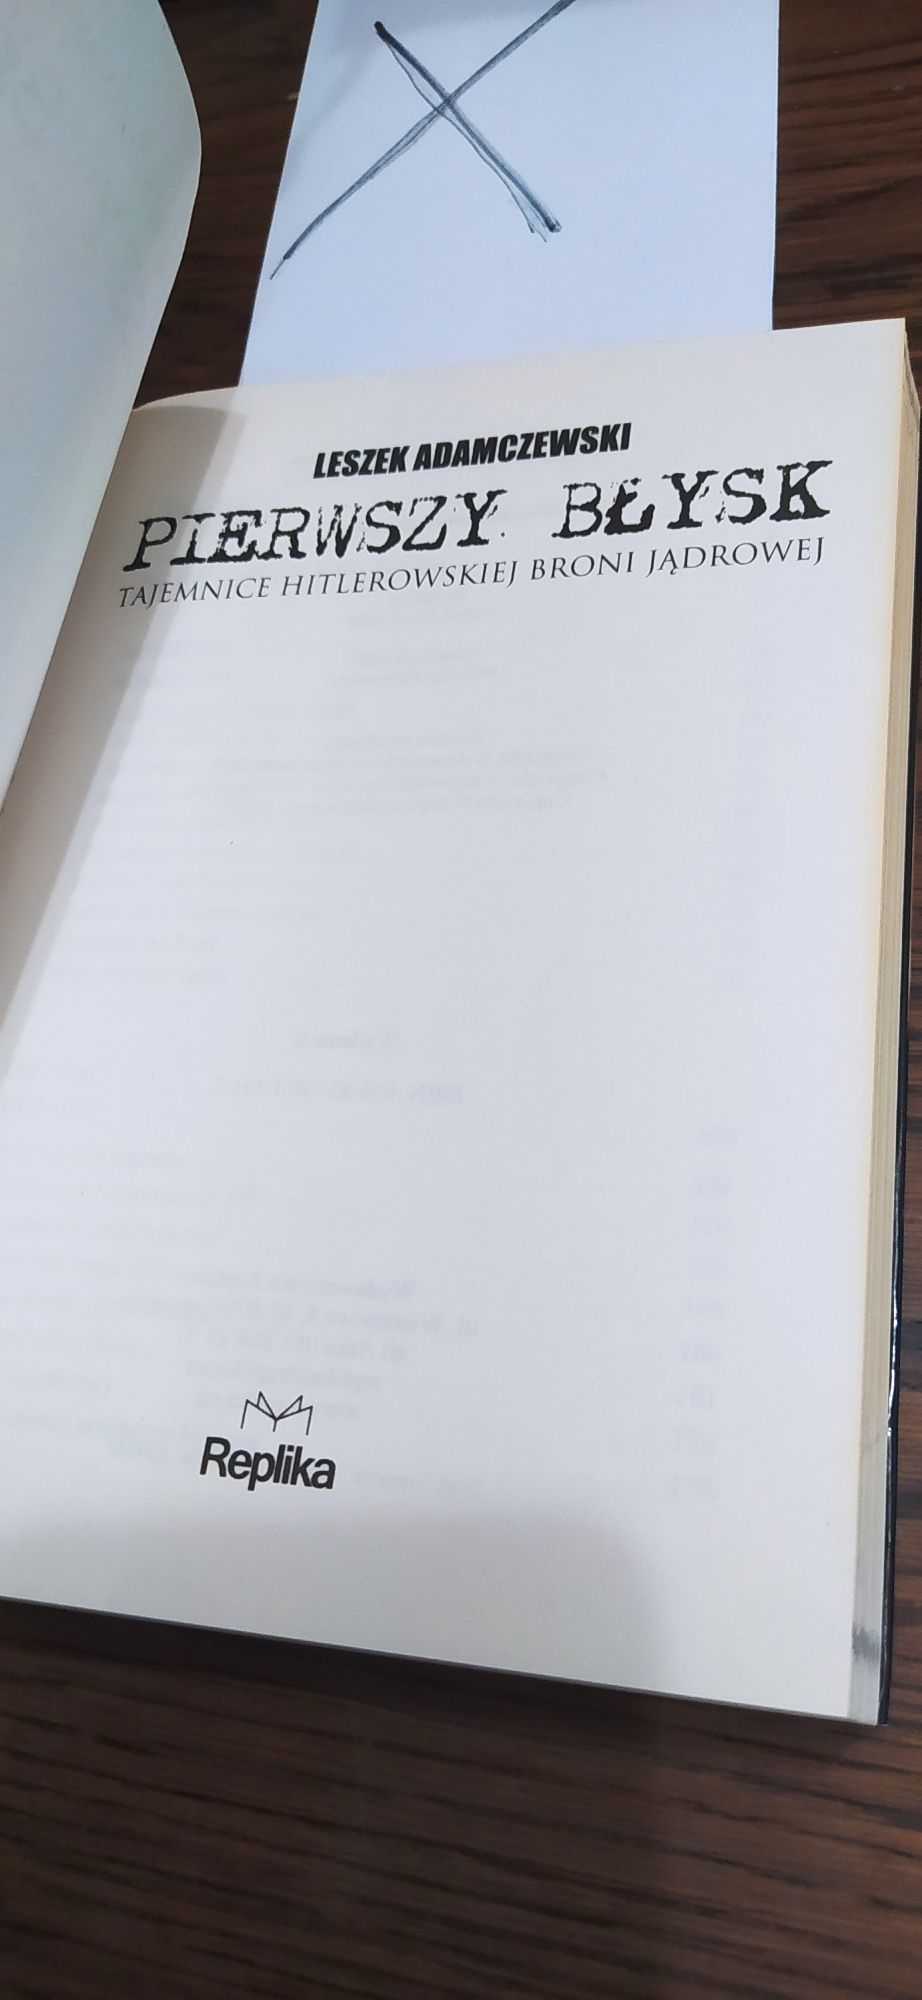 LESZEK ADAMCZEWSKI
PIERWSZY BŁYSK
TAJEMNICE HITLEROWSKIEJ BRONI JĄDROWEJ
Replika